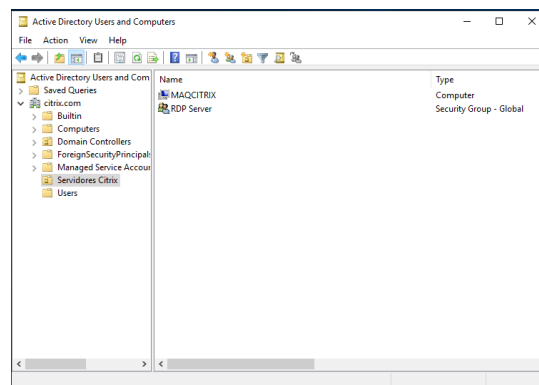 Active Directory Users and Computers
File Action View Help
Active Directory Users and Com
Name Type
Saved Queries
citrix.com
Builtin
Computers
Domain Controllers
ForeignSecurityPrincipals
Managed Service Accour
Servidores Citrix
Users
MAQCITRIX Computer
RDP Server Security Group - Global